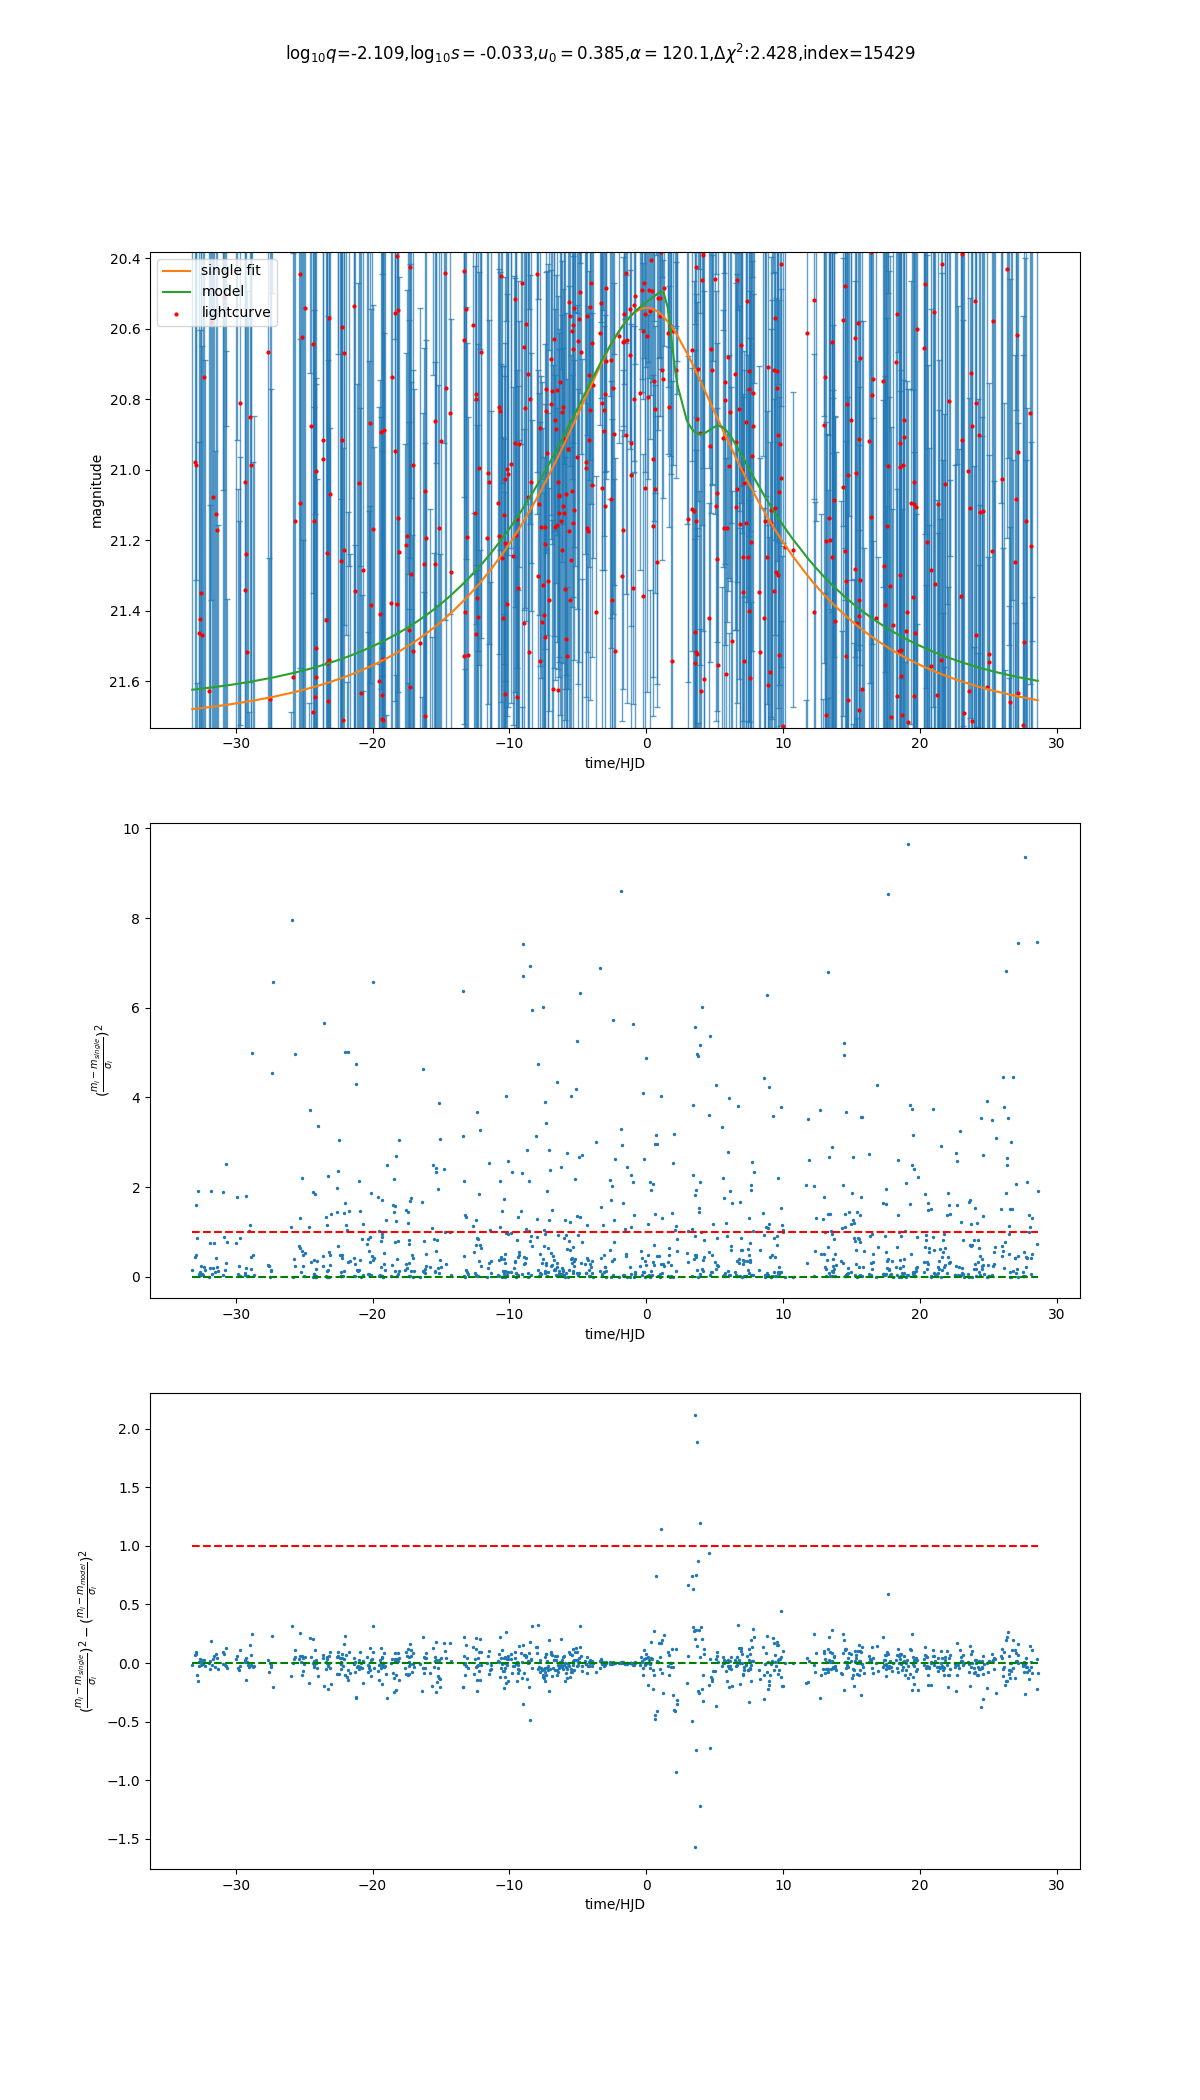 log₁₀q=-2.109,log₁₀s = -0.033,u₀ = 0.385,α = 120.1,Δχ²:2.428,index=15429
single fit
model
lightcurve
20.4
20.6
20.8
21.0
21.2
21.4
21.6
magnitude
−30 −20 −10 0 10 20 30
time/HJD
10
8
6
4
2
0
(mᵢ − m_single / σᵢ)²
−30 −20 −10 0 10 20 30
time/HJD
2.0
1.5
1.0
0.5
0.0
−0.5
−1.0
−1.5
(mᵢ − m_single / σᵢ)² − (mᵢ − m_model / σᵢ)²
−30 −20 −10 0 10 20 30
time/HJD